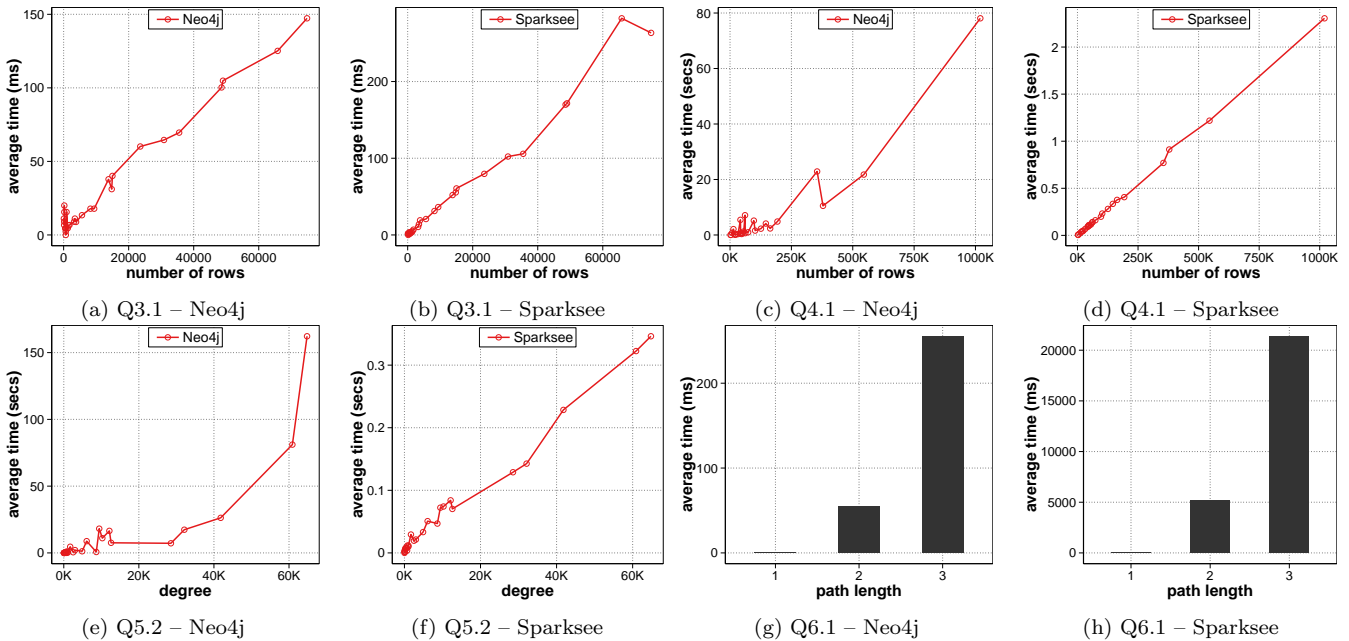 Neo4j
average time (ms)
150
100
50
0
0
20000
40000
60000
number of rows
(a) Q3.1 – Neo4j
Sparksee
average time (ms)
200
100
0
0
20000
40000
60000
number of rows
(b) Q3.1 – Sparksee
Neo4j
average time (secs)
80
60
40
20
0
0K
250K
500K
750K
1000K
number of rows
(c) Q4.1 – Neo4j
Sparksee
average time (secs)
2
1.5
1
0.5
0
0K
250K
500K
750K
1000K
number of rows
(d) Q4.1 – Sparksee
Neo4j
average time (secs)
150
100
50
0
0K
20K
40K
60K
degree
(e) Q5.2 – Neo4j
Sparksee
average time (secs)
0.3
0.2
0.1
0
0K
20K
40K
60K
degree
(f) Q5.2 – Sparksee
average time (ms)
200
100
0
1
2
3
path length
(g) Q6.1 – Neo4j
average time (ms)
20000
15000
10000
5000
0
1
2
3
path length
(h) Q6.1 – Sparksee